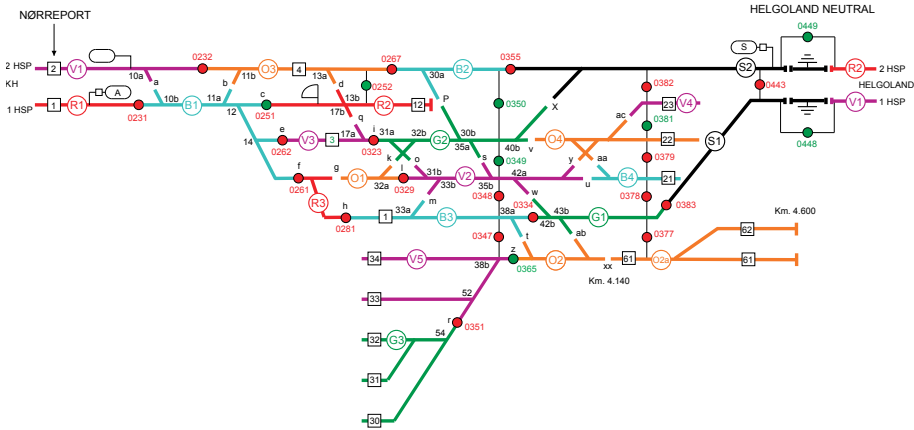 NØRREPORT
HELGOLAND NEUTRAL
0449
S
2 HSP
2
V1
0232
O3
4
0267
B2
0355
S2
R2
2 HSP
10a
11b
13a
30a
KH
a
b
d
0252
0382
0443
HELGOLAND
1 HSP
1
R1
A
10b
B1
11a
c
13b
R2
12
P
0350
X
23
V4
V1
1 HSP
0231
12
0251
17b
q
ac
0381
0448
14
e
V3
3
17a
i
31a
32b
G2
30b
35a
40b
v
O4
22
S1
0262
0323
k
o
s
0349
y
aa
0379
f
g
O1
i
32a
31b
33b
V2
35b
42a
u
B4
21
0261
0329
0348
0378
R3
h
1
33a
m
B3
38a
0334
w
42b
43b
G1
0383
0281
0347
t
ab
0377
Km. 4.600
62
34
V5
38b
z
0365
O2
xx
61
O2a
61
Km. 4.140
33
52
r
0351
32
G3
54
31
30